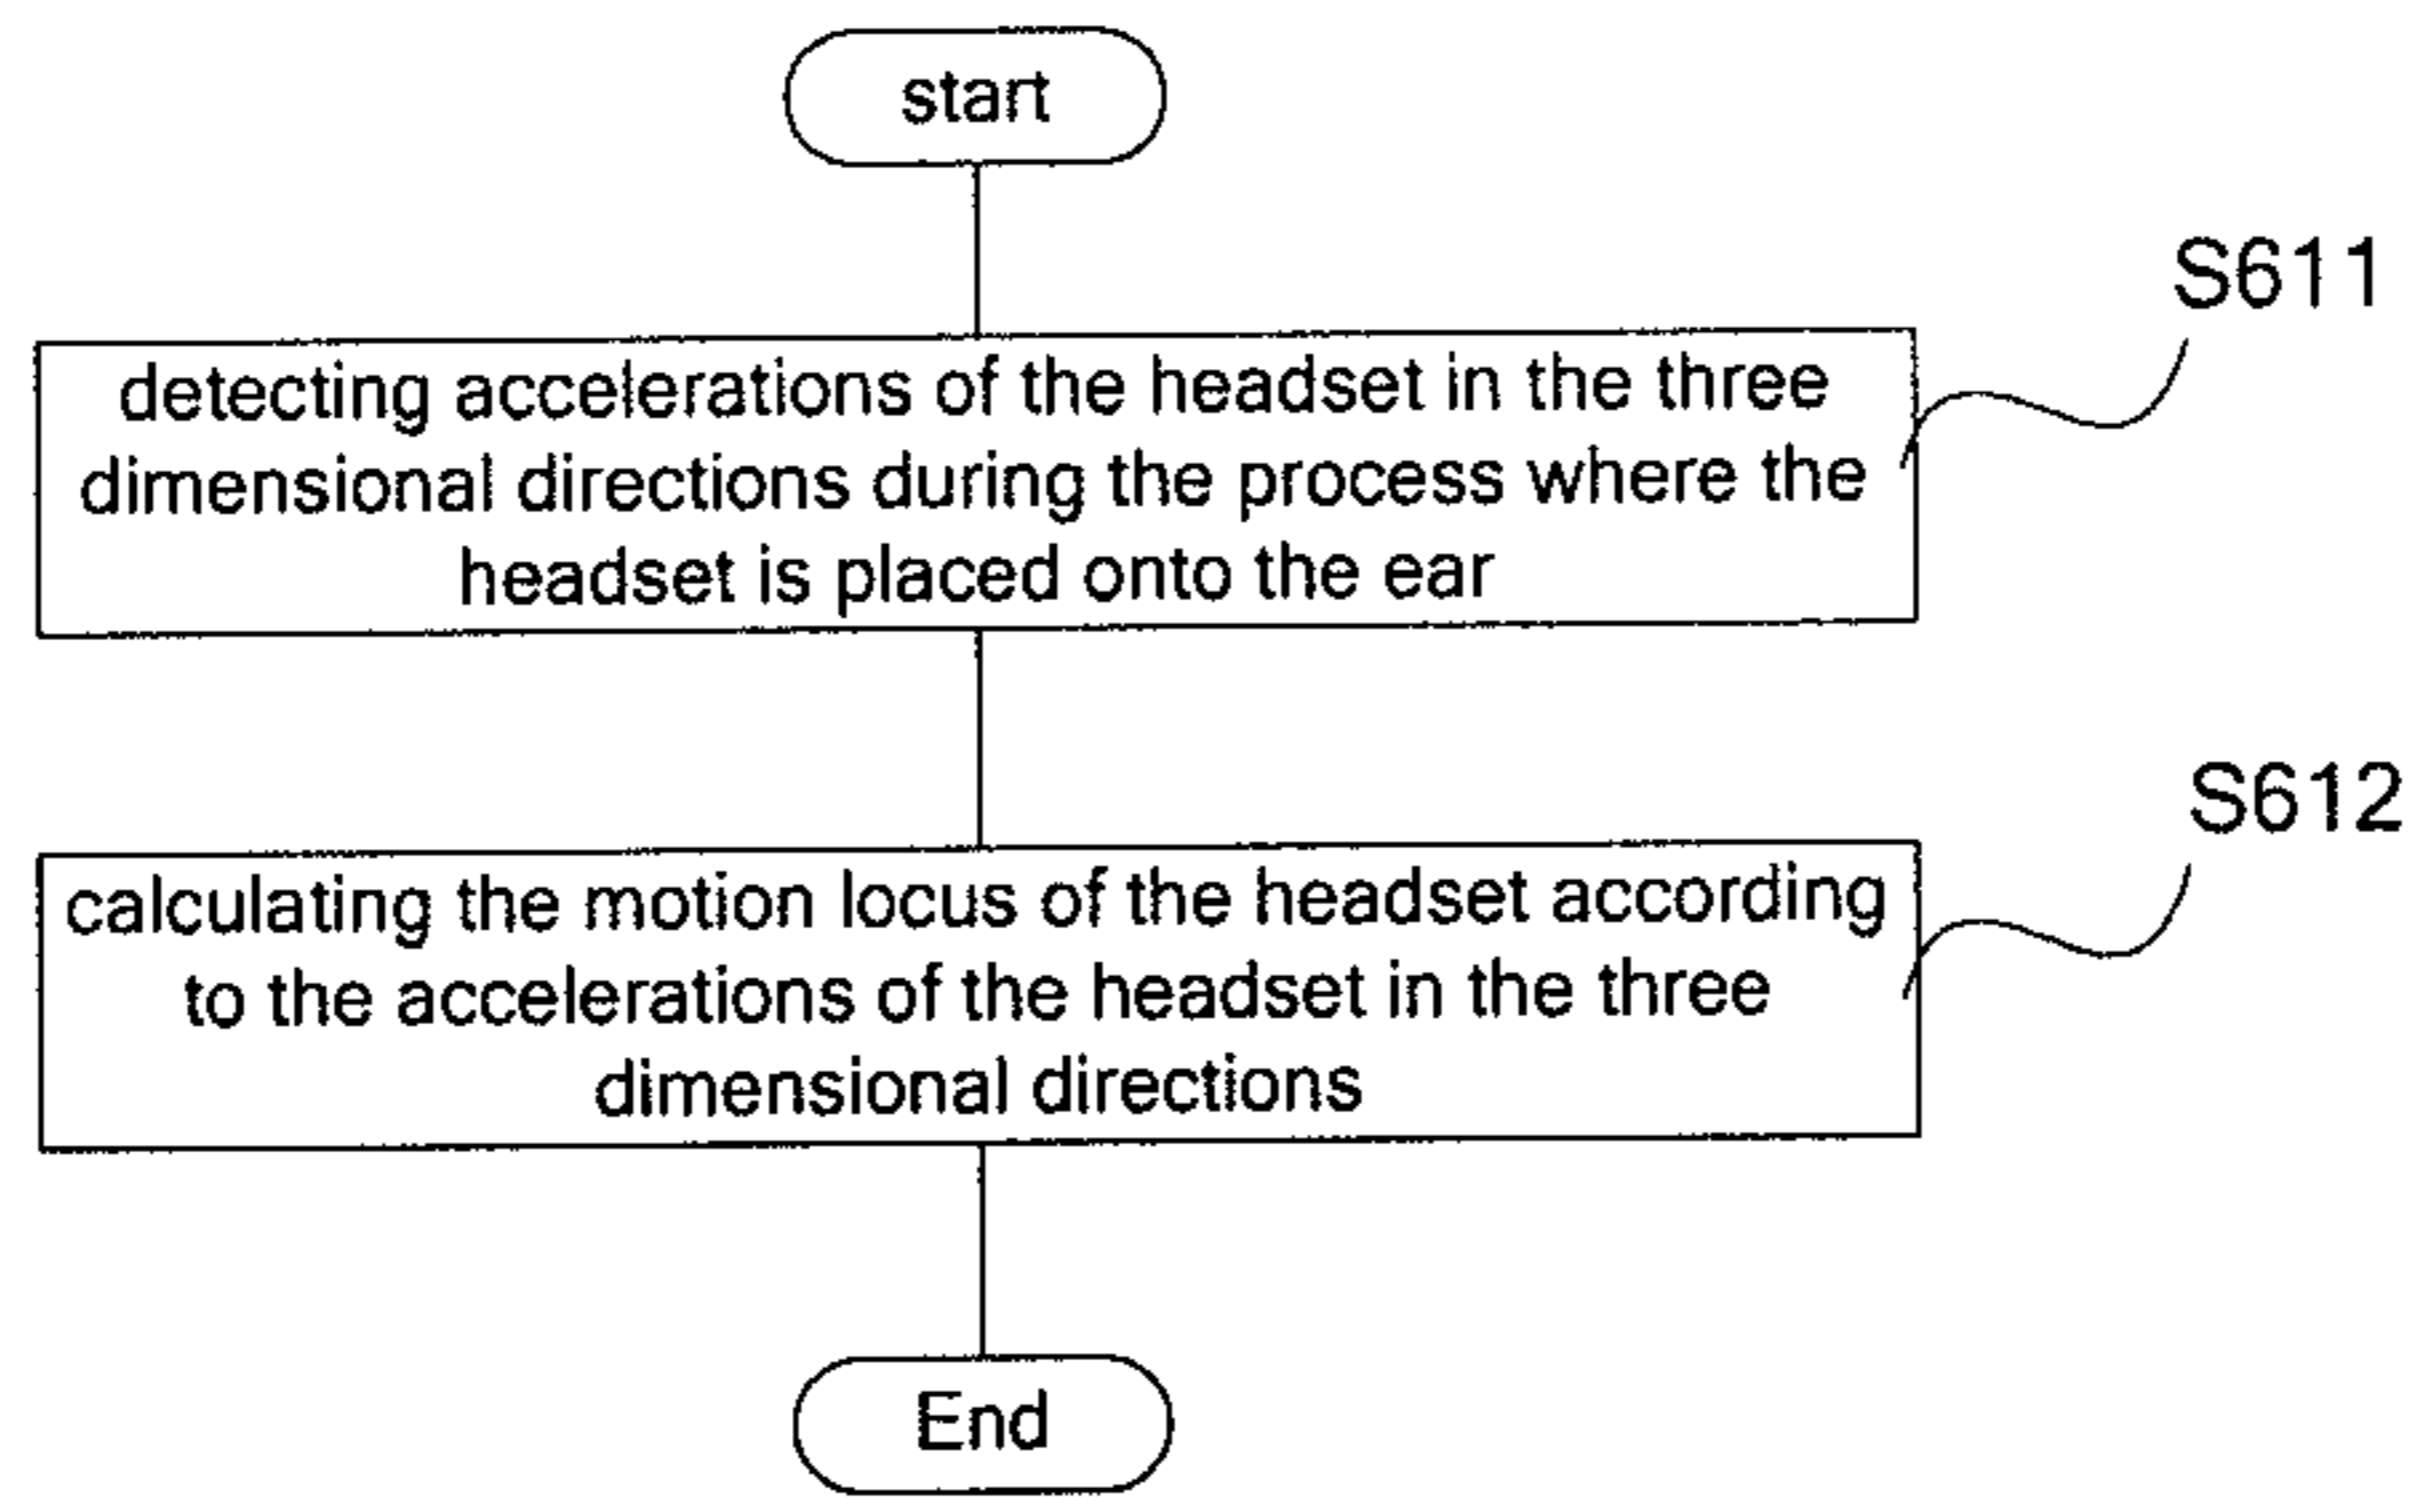 start
S611
detecting accelerations of the headset in the three
dimensional directions during the process where the
headset is placed onto the ear
S612
calculating the motion locus of the headset according
to the accelerations of the headset in the three
dimensional directions
End